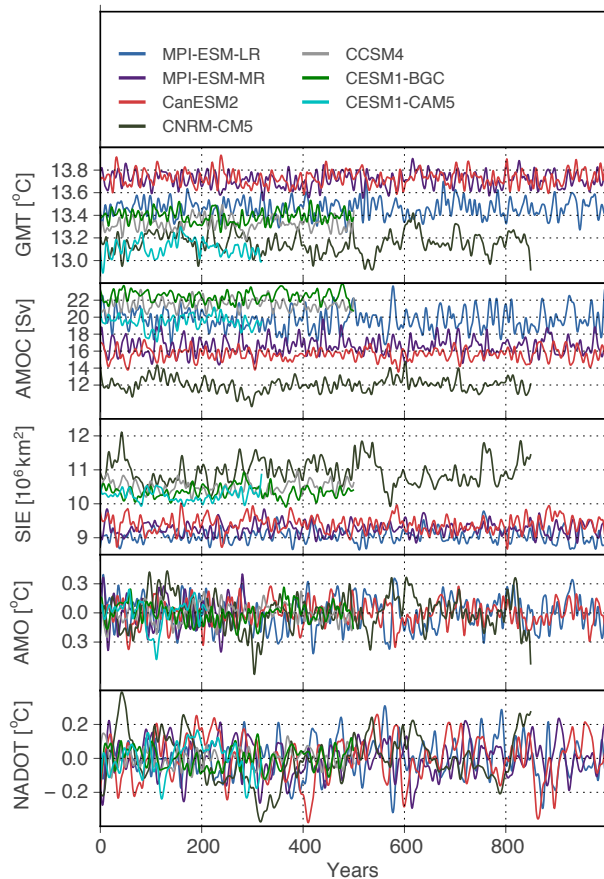 MPI-ESM-LR
MPI-ESM-MR
CanESM2
CNRM-CM5
CCSM4
CESM1-BGC
CESM1-CAM5
GMT [°C]
13.8
13.6
13.4
13.2
13.0
AMOC [Sv]
22
20
18
16
14
12
SIE [10⁶km²]
12
11
10
9
AMO [°C]
0.3
0.0
0.3
NADOT [°C]
0.2
0.0
−0.2
0 200 400 600 800
Years